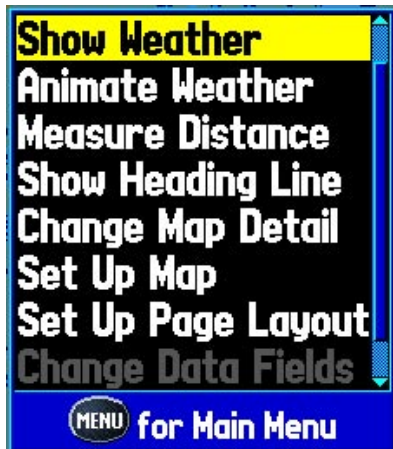 Show Weather
Animate Weather
Measure Distance
Show Heading Line
Change Map Detail
Set Up Map
Set Up Page Layout
Change Data Fields
MENU for Main Menu